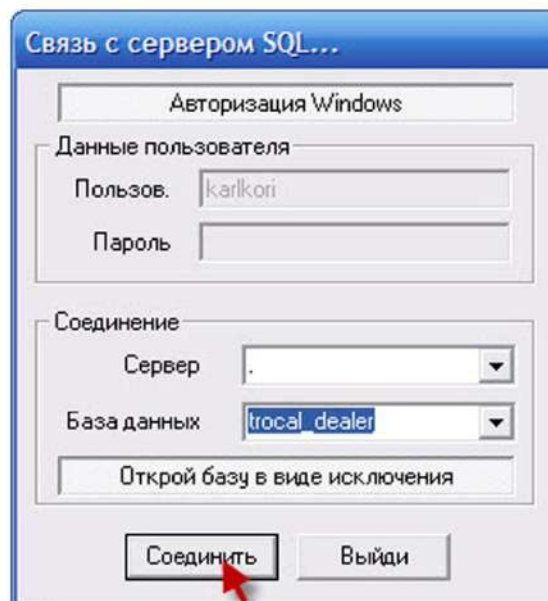 Связь с сервером SQL...
Авторизация Windows
Данные пользователя
Пользов. karlkori
Пароль
Соединение
Сервер .
База данных trocal_dealer
Открой базу в виде исключения
Соединить Выйди